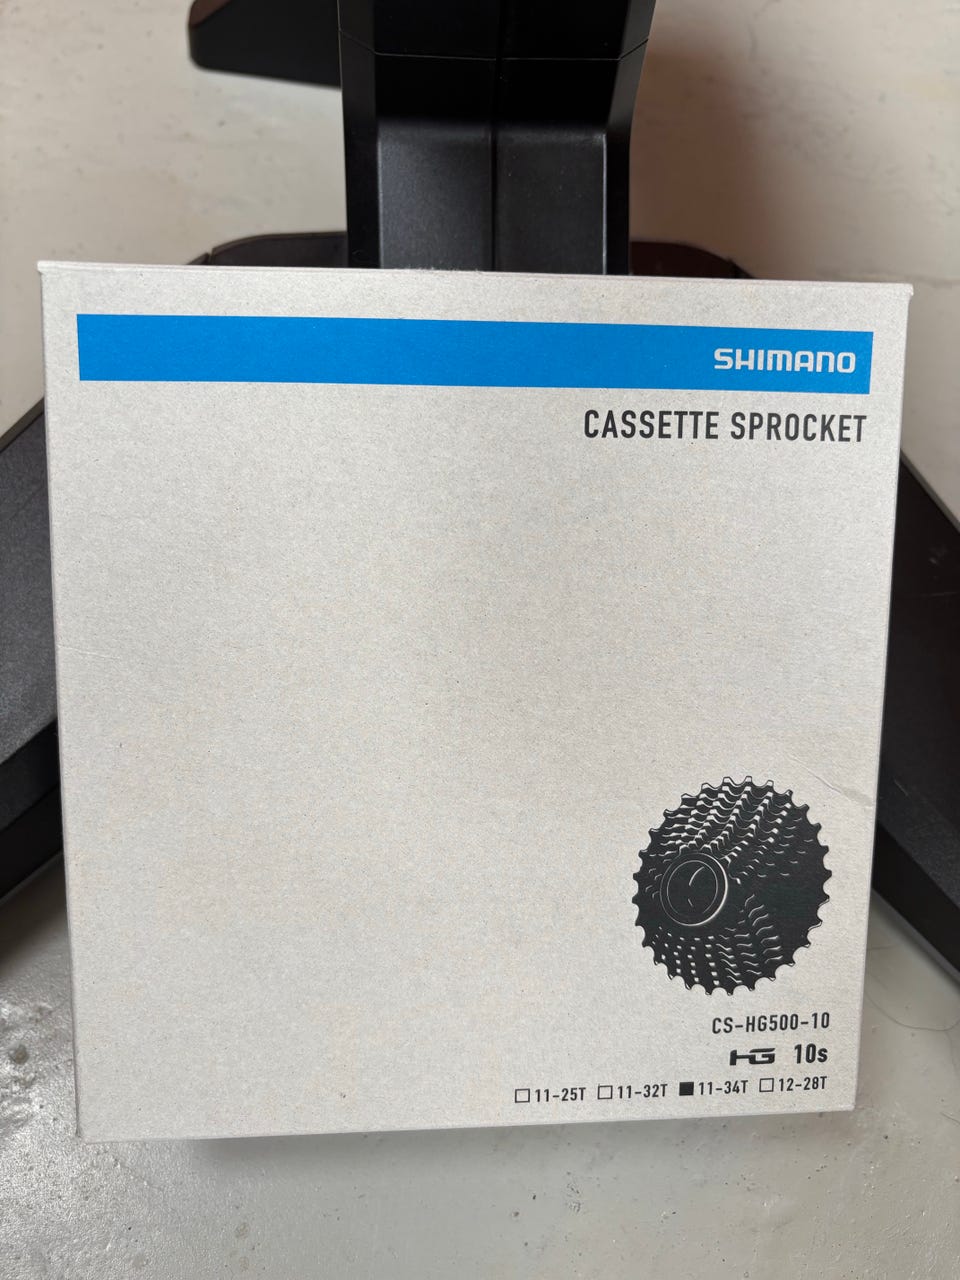 SHIMANO
CASSETTE SPROCKET
CS-HG500-10
HG 10s
☐ 11-25T ☐ 11-32T ■ 11-34T ☐ 12-28T